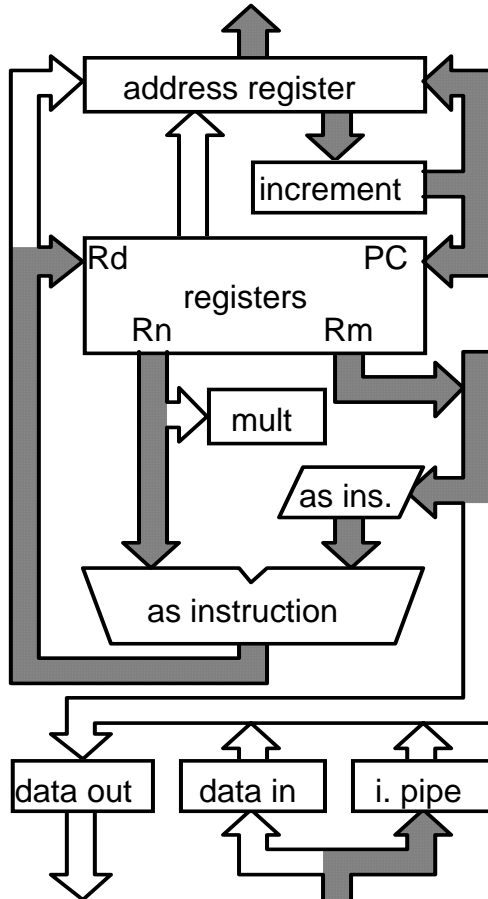 address register
increment
Rd
PC
registers
Rn
Rm
mult
as ins.
as instruction
data out
data in
i. pipe